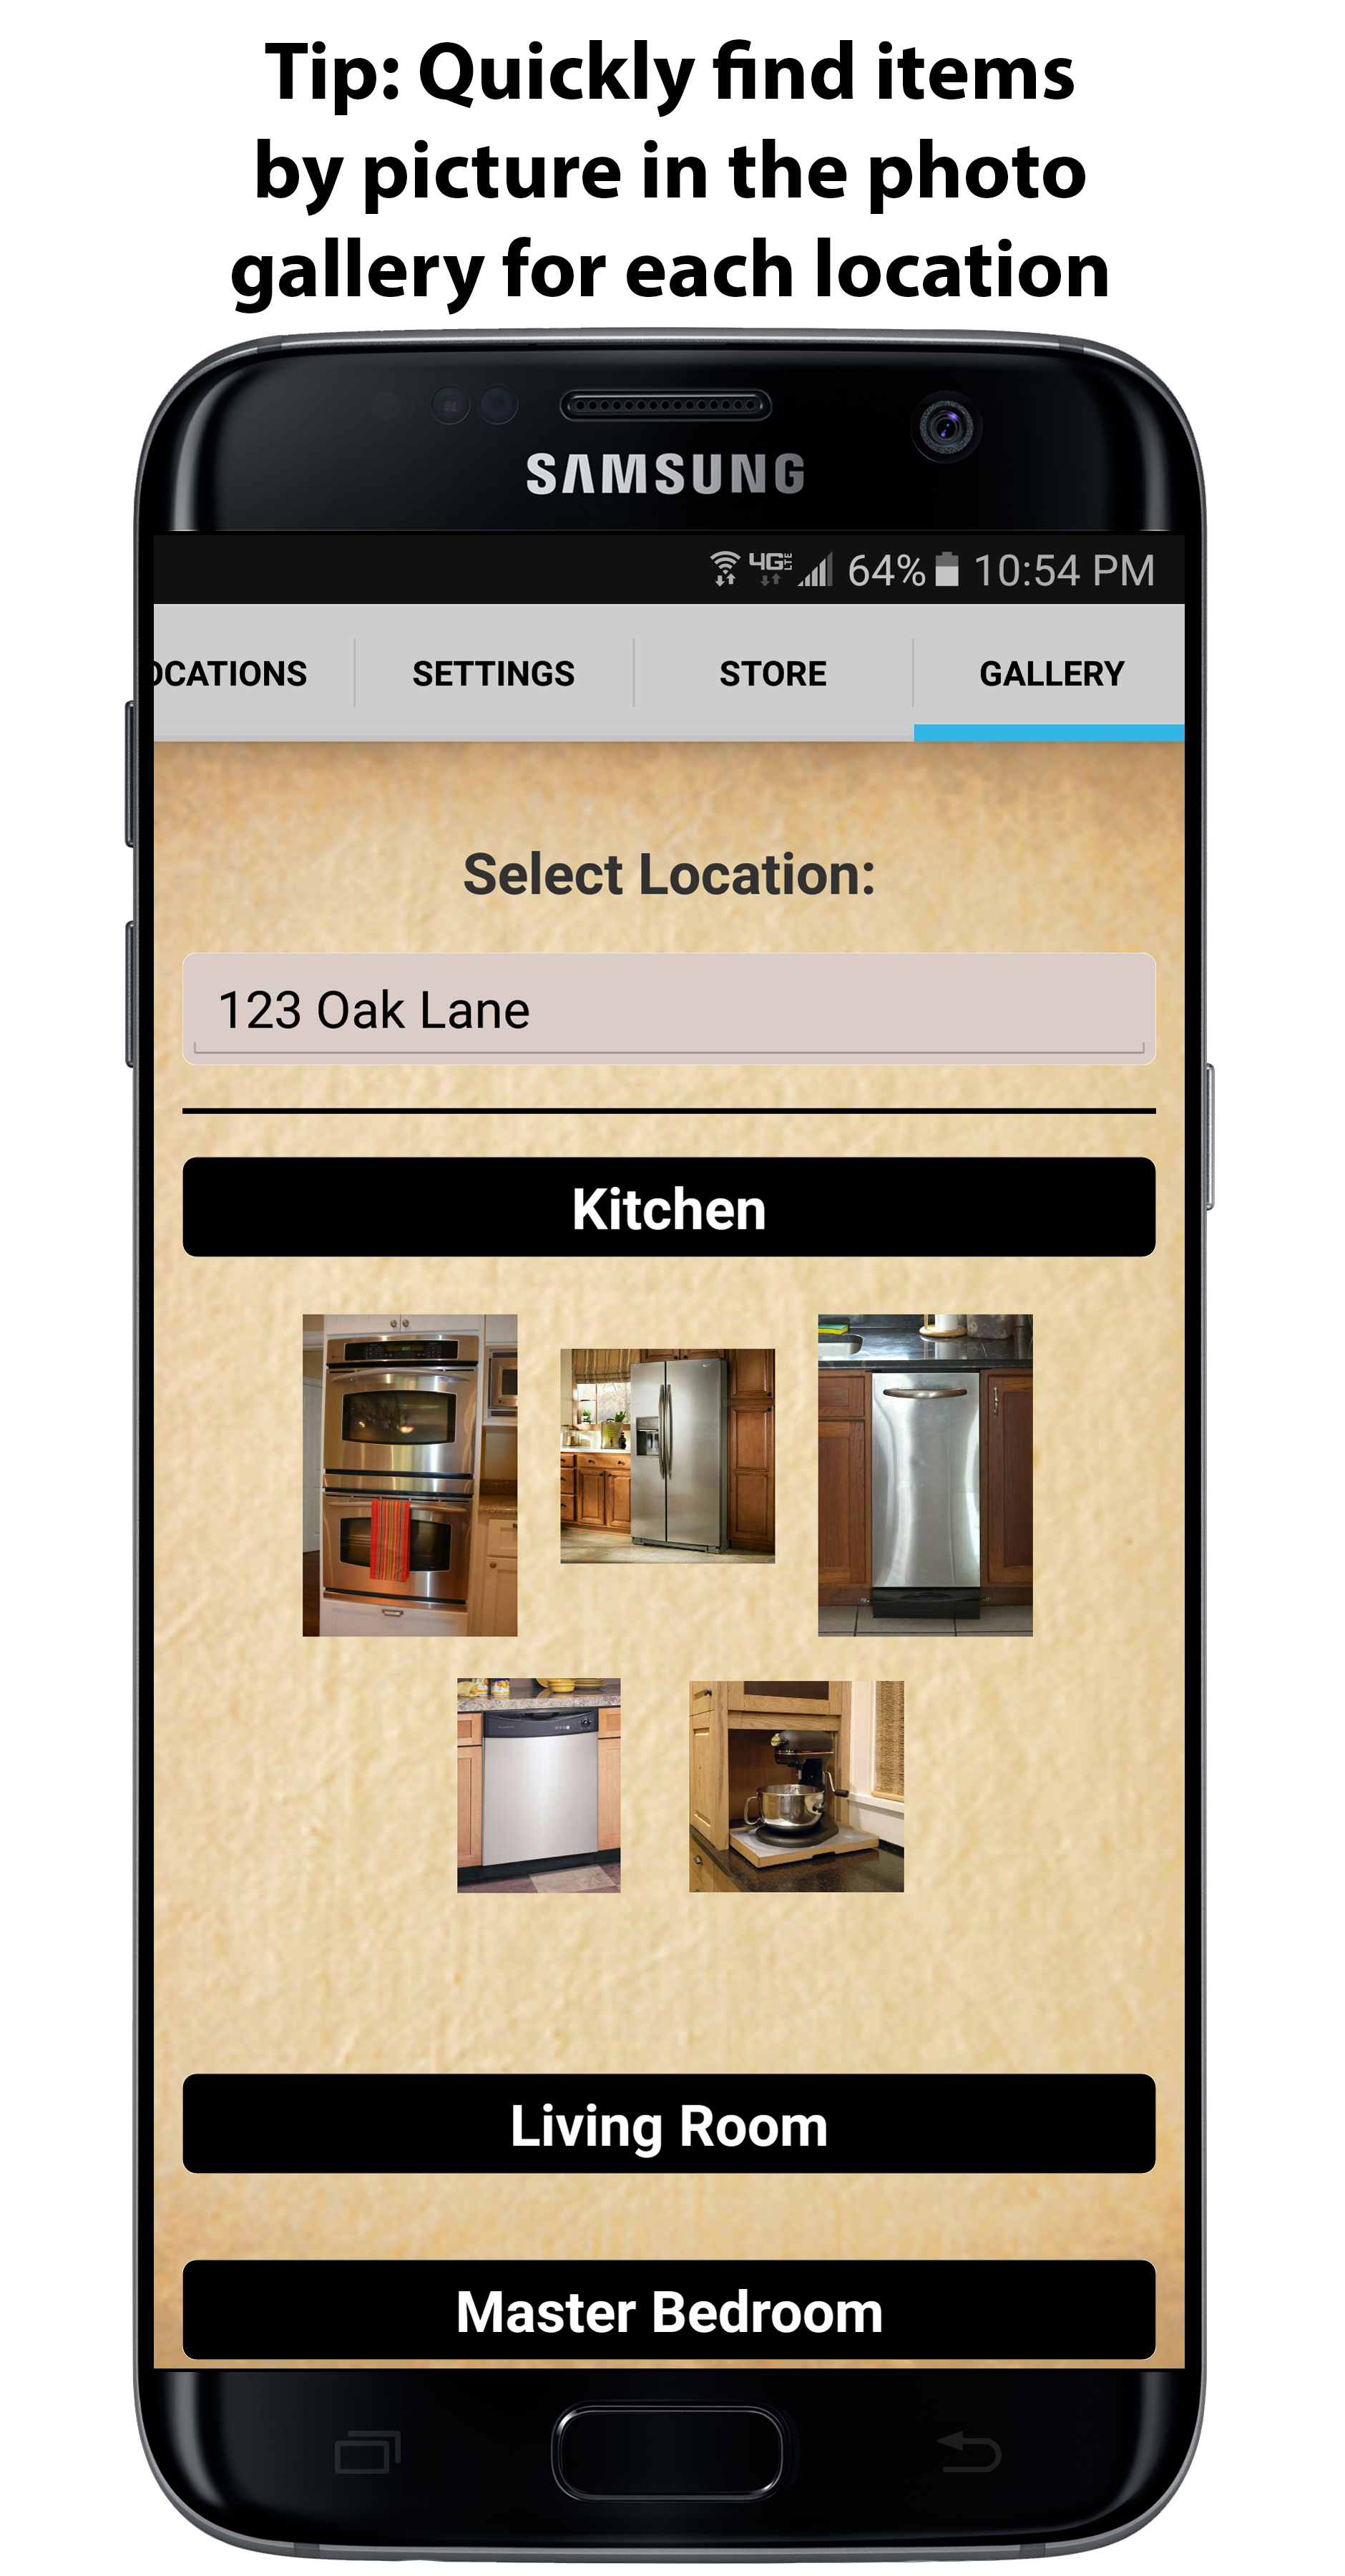 Tip: Quickly find items
by picture in the photo
gallery for each location
SAMSUNG
4G LTE 64% 10:54 PM
OCATIONS SETTINGS STORE GALLERY
Select Location:
123 Oak Lane
Kitchen
Living Room
Master Bedroom